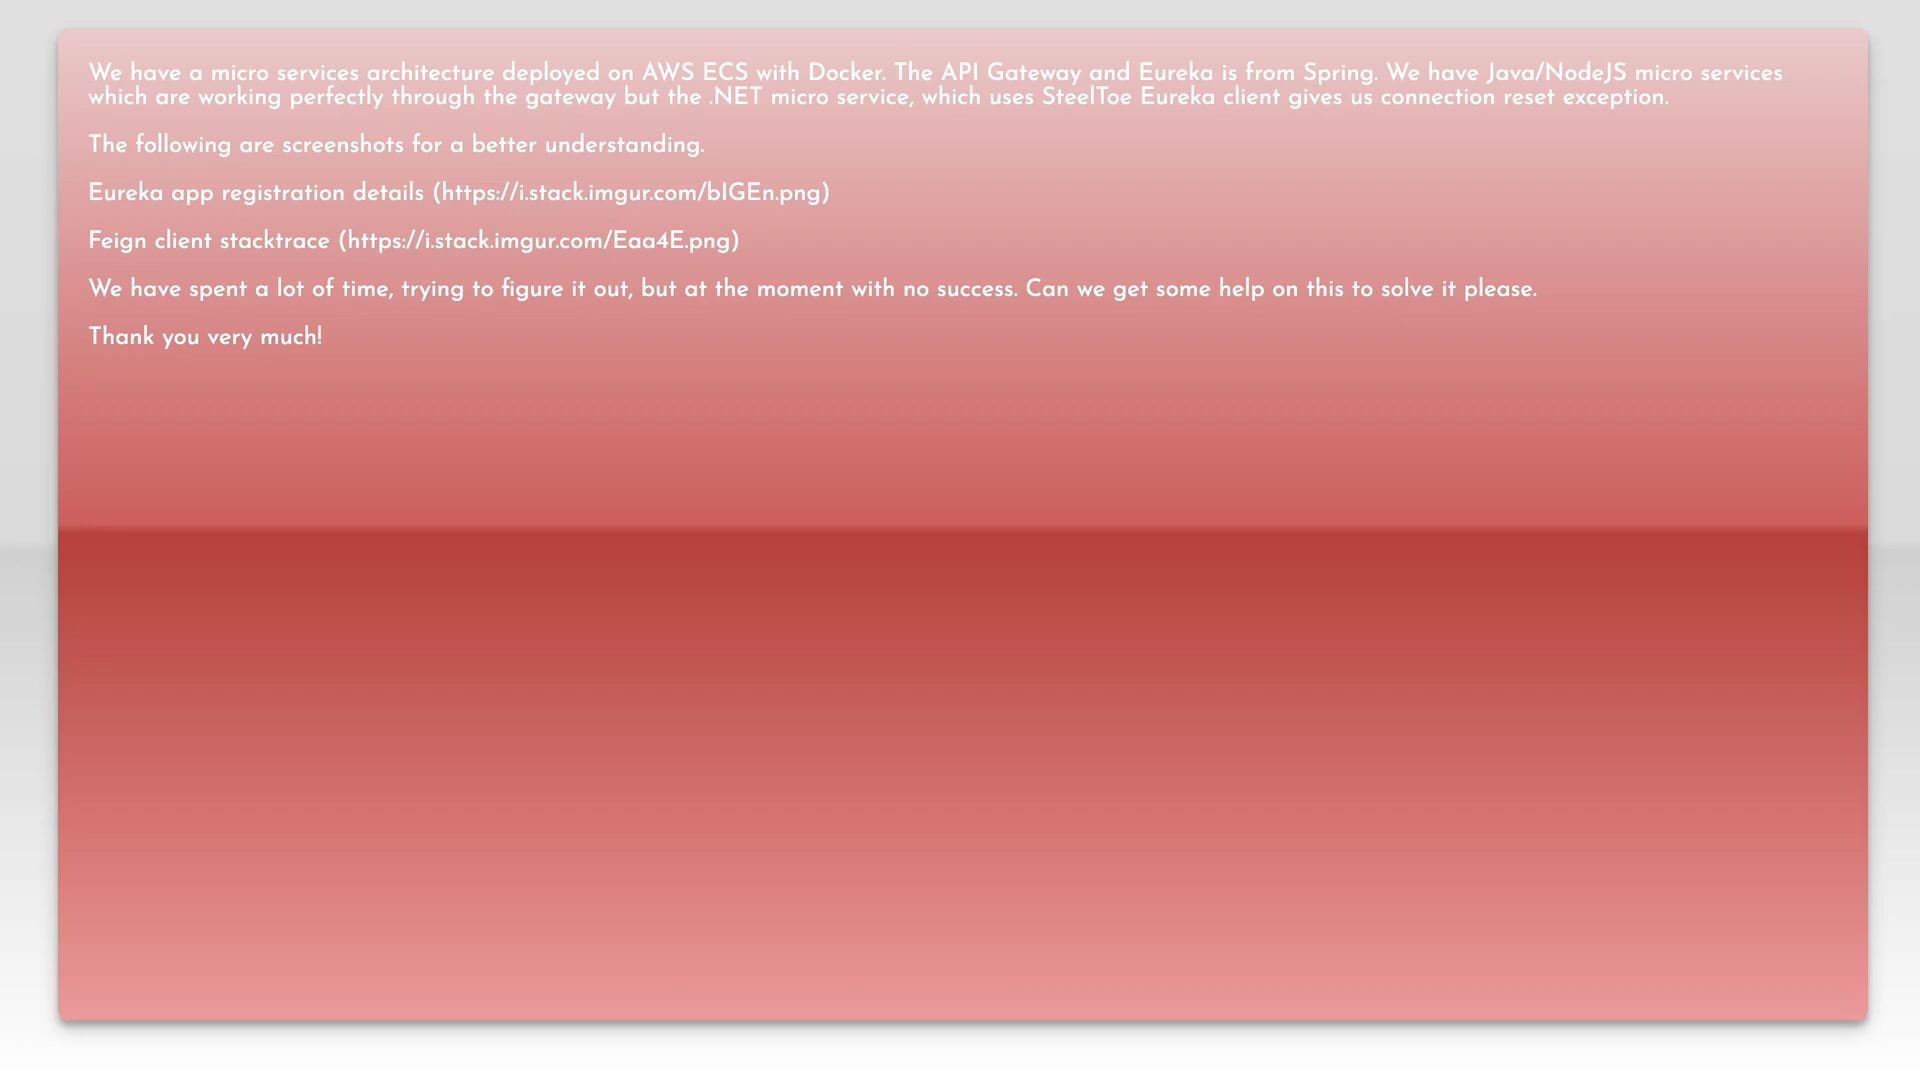 We have a micro services architecture deployed on AWS ECS with Docker. The API Gateway and Eureka is from Spring. We have Java/NodeJS micro services
which are working perfectly through the gateway but the .NET micro service, which uses SteelToe Eureka client gives us connection reset exception.
The following are screenshots for a better understanding.
Eureka app registration details (https://i.stack.imgur.com/bIGEn.png)
Feign client stacktrace (https://i.stack.imgur.com/Eaa4E.png)
We have spent a lot of time, trying to figure it out, but at the moment with no success. Can we get some help on this to solve it please.
Thank you very much!